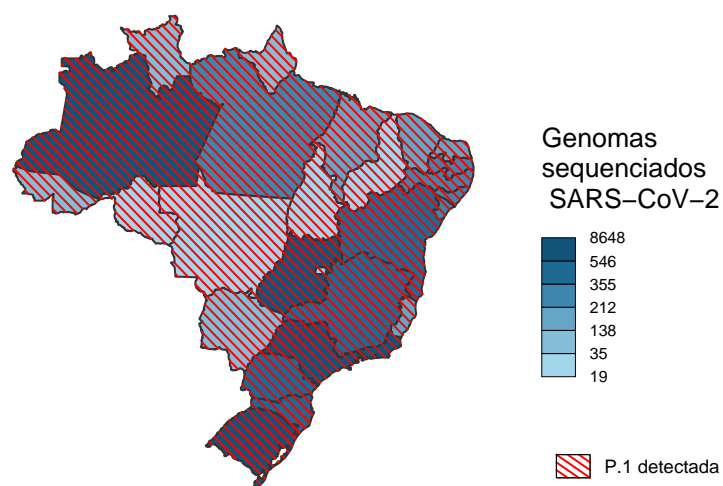 Genomas
sequenciados
SARS−CoV−2
8648
546
355
212
138
35
19
P.1 detectada